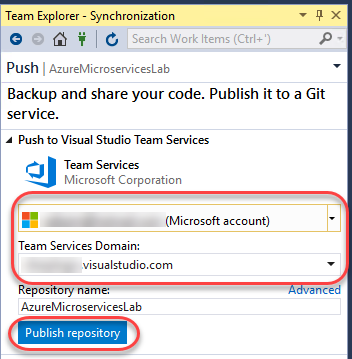 Team Explorer - Synchronization
Search Work Items (Ctrl+')
Push | AzureMicroservicesLab
Backup and share your code. Publish it to a Git
service.
Push to Visual Studio Team Services
Team Services
Microsoft Corporation
(Microsoft account)
Team Services Domain:
.visualstudio.com
Repository name: Advanced
AzureMicroservicesLab
Publish repository